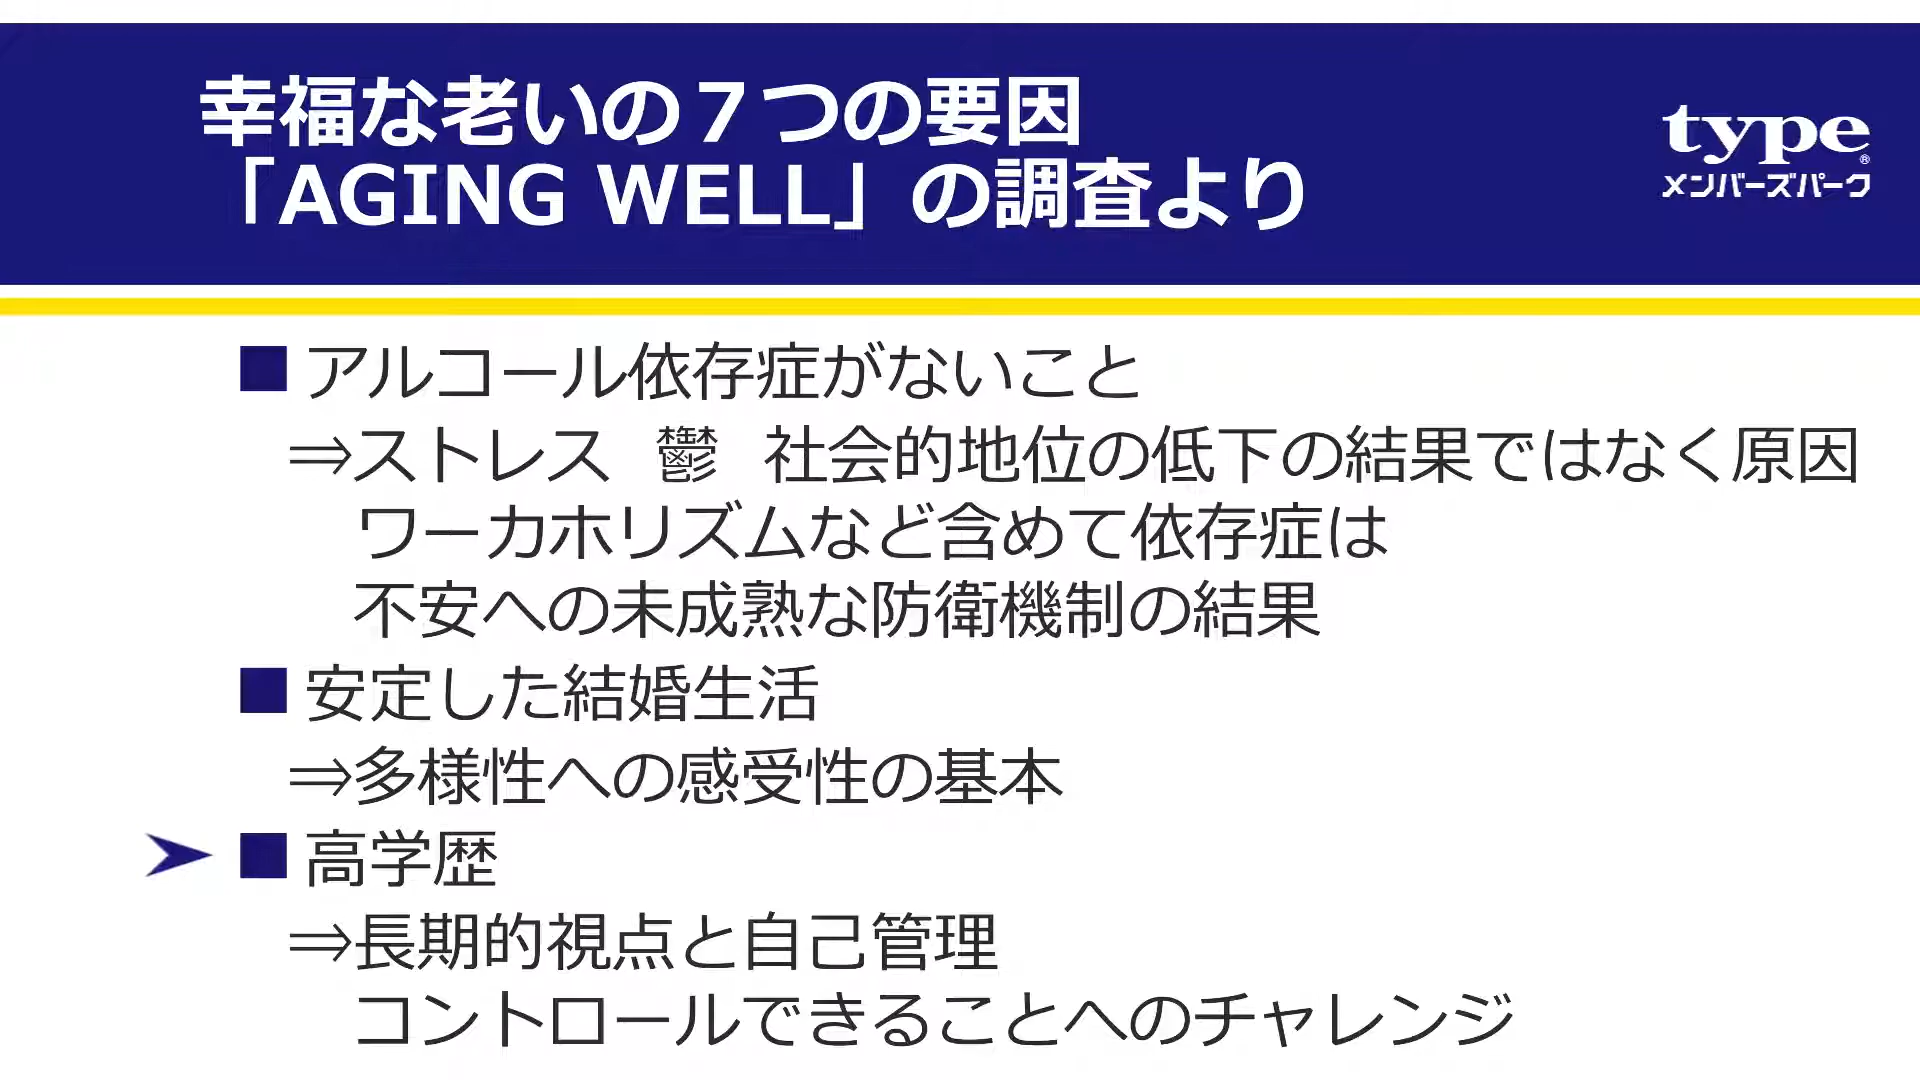 幸福な老いの７つの要因
「AGING WELL」の調査より
type®
メンバーズパーク
■アルコール依存症がないこと
⇒ストレス　鬱　社会的地位の低下の結果ではなく原因
ワーカホリズムなど含めて依存症は
不安への未成熟な防衛機制の結果
■安定した結婚生活
⇒多様性への感受性の基本
➤■高学歴
⇒長期的視点と自己管理
コントロールできることへのチャレンジ